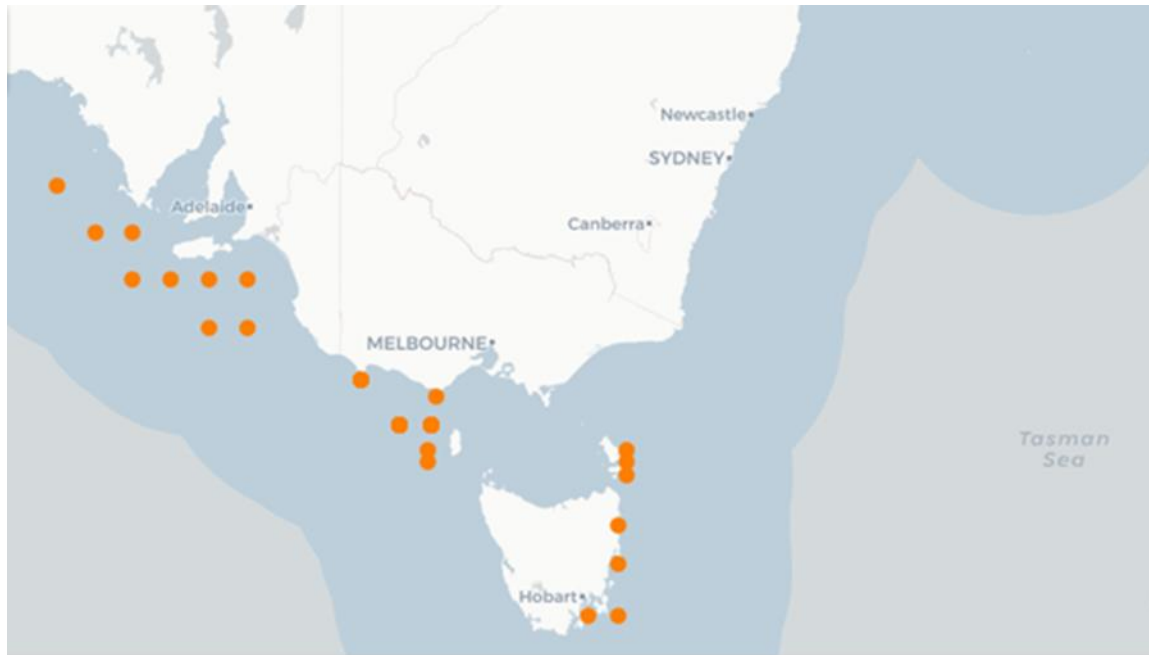 Newcastle
SYDNEY
Adelaide
Canberra
MELBOURNE
Tasman
Sea
Hobart